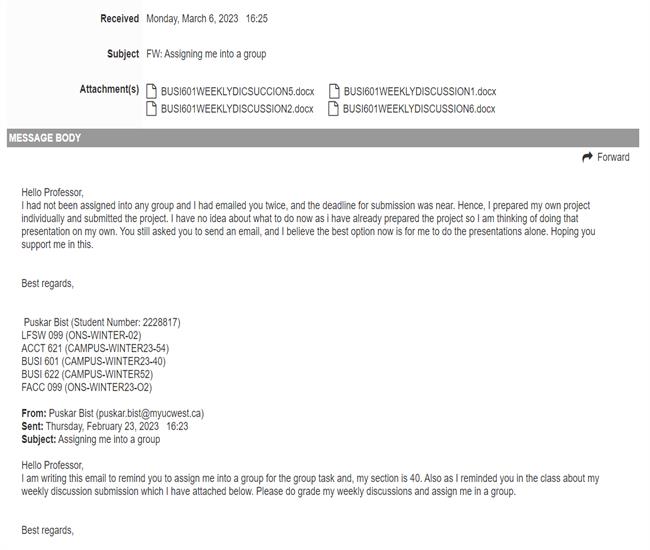 Received Monday, March 6, 2023 16:25
Subject FW: Assigning me into a group
Attachment(s) BUSI601WEEKLYDICSUCCION5.docx BUSI601WEEKLYDISCUSSION1.docx
BUSI601WEEKLYDISCUSSION2.docx BUSI601WEEKLYDISCUSSION6.docx
MESSAGE BODY
Forward
Hello Professor,
I had not been assigned into any group and I had emailed you twice, and the deadline for submission was near. Hence, I prepared my own project
individually and submitted the project. I have no idea about what to do now as i have already prepared the project so I am thinking of doing that
presentation on my own. You still asked you to send an email, and I believe the best option now is for me to do the presentations alone. Hoping you
support me in this.
Best regards,
Puskar Bist (Student Number: 2228817)
LFSW 099 (ONS-WINTER-02)
ACCT 621 (CAMPUS-WINTER23-54)
BUSI 601 (CAMPUS-WINTER23-40)
BUSI 622 (CAMPUS-WINTER52)
FACC 099 (ONS-WINTER23-O2)
From: Puskar Bist (puskar.bist@myucwest.ca)
Sent: Thursday, February 23, 2023 16:23
Subject: Assigning me into a group
Hello Professor,
I am writing this email to remind you to assign me into a group for the group task and, my section is 40. Also as I reminded you in the class about my
weekly discussion submission which I have attached below. Please do grade my weekly discussions and assign me in a group.
Best regards,